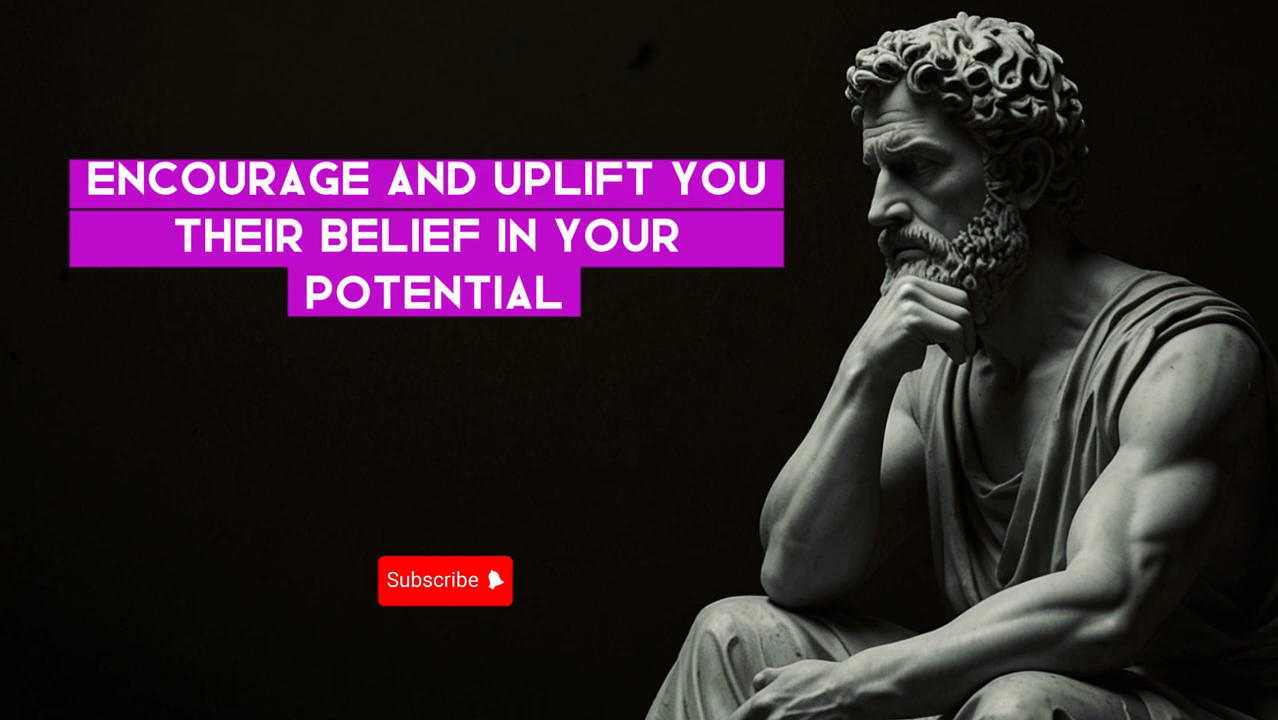 ENCOURAGE AND UPLIFT YOU
THEIR BELIEF IN YOUR
POTENTIAL
Subscribe